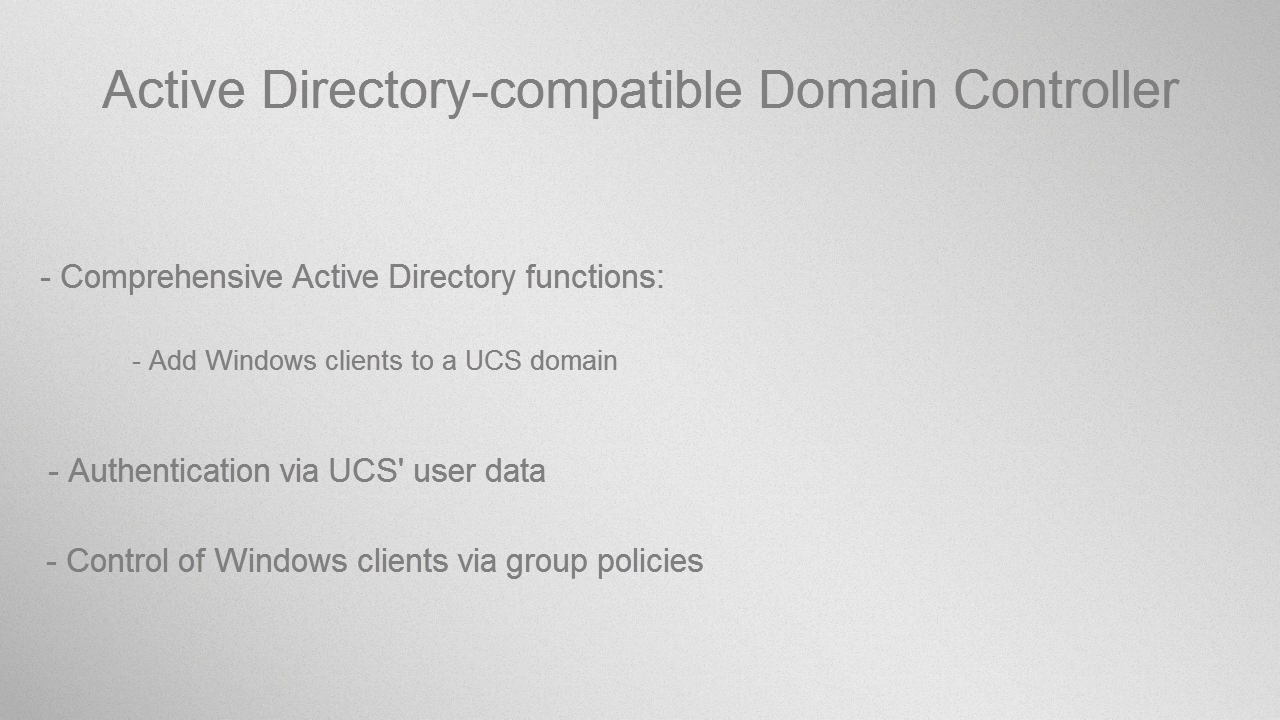 Active Directory-compatible Domain Controller
- Comprehensive Active Directory functions:
- Add Windows clients to a UCS domain
- Authentication via UCS' user data
- Control of Windows clients via group policies